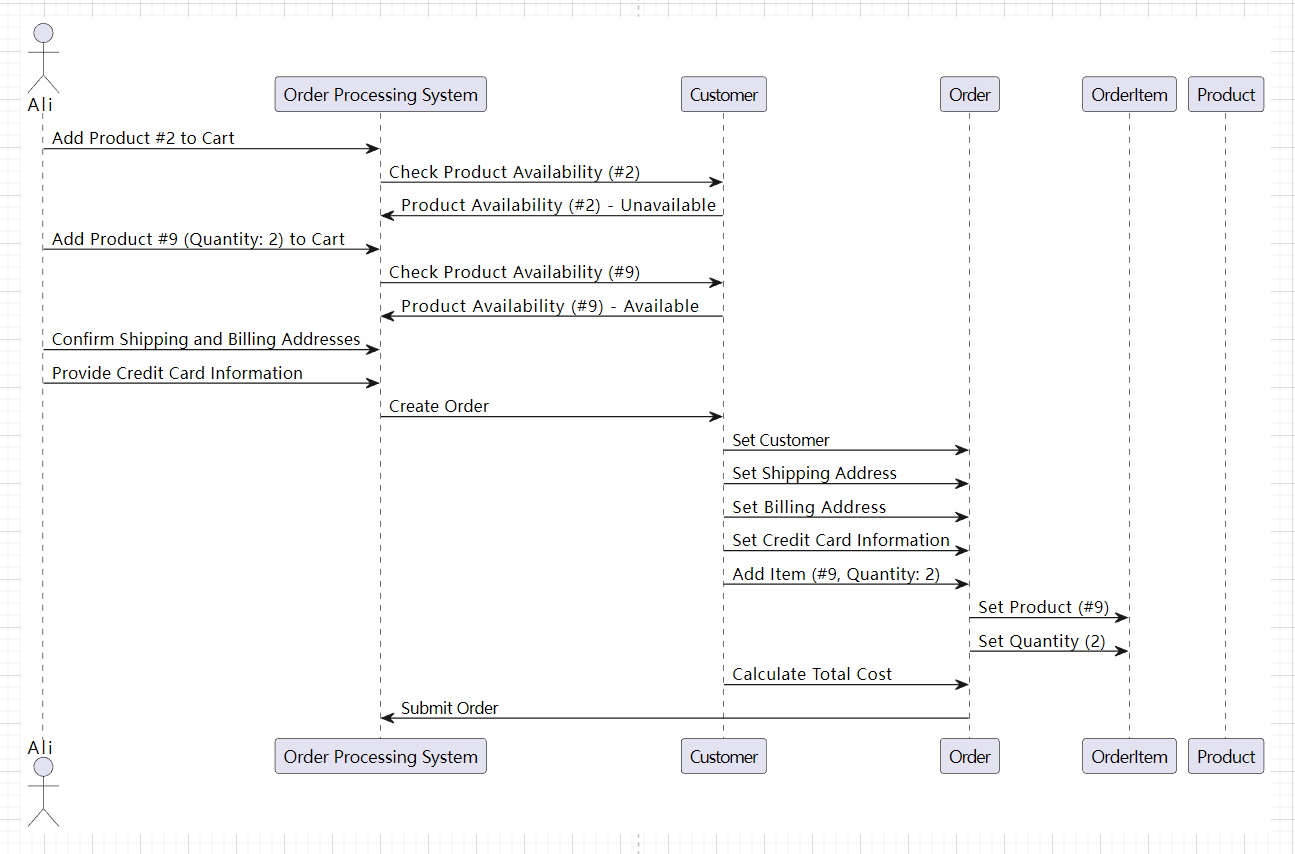 Ali
Order Processing System
Customer
Order
OrderItem
Product
Add Product #2 to Cart
Check Product Availability (#2)
Product Availability (#2) - Unavailable
Add Product #9 (Quantity: 2) to Cart
Check Product Availability (#9)
Product Availability (#9) - Available
Confirm Shipping and Billing Addresses
Provide Credit Card Information
Create Order
Set Customer
Set Shipping Address
Set Billing Address
Set Credit Card Information
Add Item (#9, Quantity: 2)
Set Product (#9)
Set Quantity (2)
Calculate Total Cost
Submit Order
Ali
Order Processing System
Customer
Order
OrderItem
Product